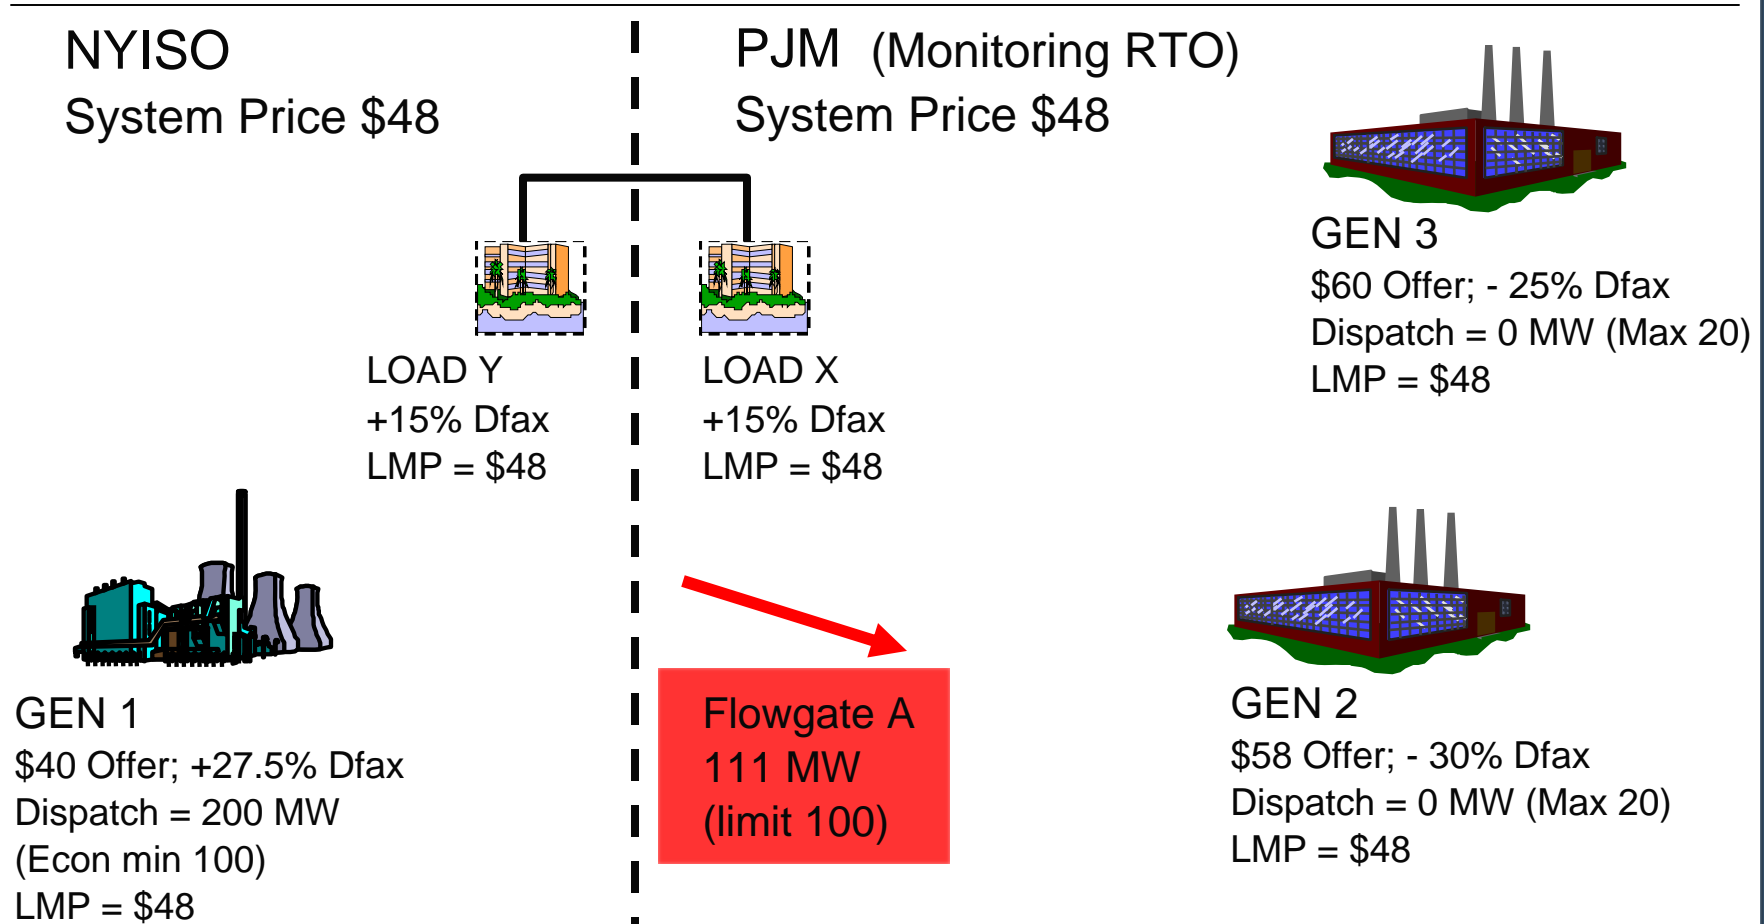 NYISO
System Price $48
PJM (Monitoring RTO)
System Price $48
GEN 3
$60 Offer; - 25% Dfax
Dispatch = 0 MW (Max 20)
LMP = $48
LOAD Y
+15% Dfax
LMP = $48
LOAD X
+15% Dfax
LMP = $48
GEN 1
$40 Offer; +27.5% Dfax
Dispatch = 200 MW
(Econ min 100)
LMP = $48
Flowgate A
111 MW
(limit 100)
GEN 2
$58 Offer; - 30% Dfax
Dispatch = 0 MW (Max 20)
LMP = $48